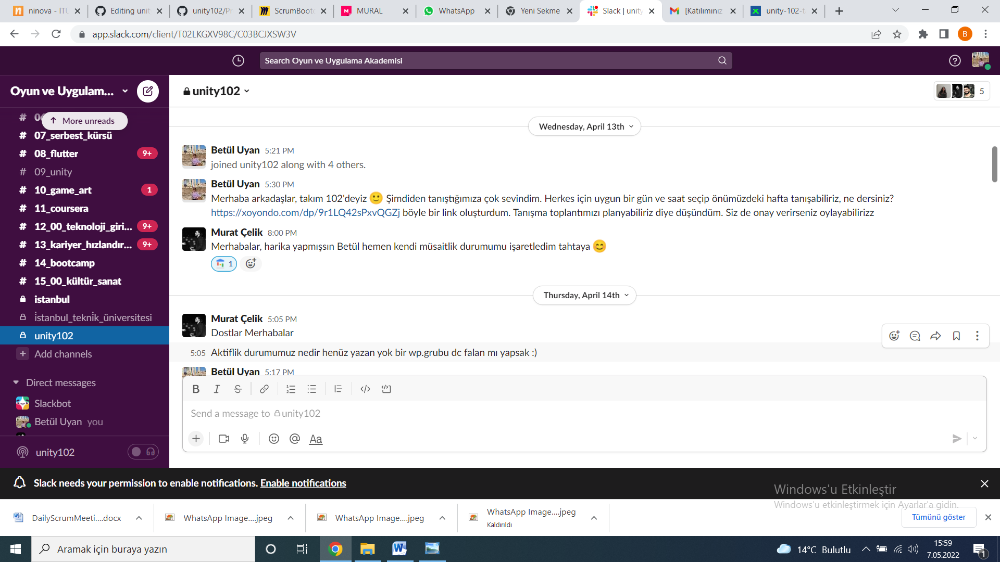 ninova - İTÜ
Editing unit
unity102/Pr
ScrumBootc
MURAL
WhatsApp
Yeni Sekme
Slack | unity
[Katılımınız
unity-102-t
app.slack.com/client/T02LKGXV98C/C03BCJXSW3V
B
Search Oyun ve Uygulama Akademisi
Oyun ve Uygulam...
unity102
5
More unreads
# 07_serbest_kürsü
# 08_flutter 9+
# 09_unity
# 10_game_art 1
# 11_coursera
# 12_00_teknoloji_giri... 9+
# 13_kariyer_hızlandır... 9+
# 14_bootcamp
# 15_00_kültür_sanat
istanbul
i̇stanbul_tekni̇k_üniversitesi
unity102
+ Add channels
Direct messages
Slackbot
Betül Uyan you
unity102
Wednesday, April 13th
Betül Uyan 5:21 PM
joined unity102 along with 4 others.
Betül Uyan 5:30 PM
Merhaba arkadaşlar, takım 102'deyiz 🙂 Şimdiden tanıştığımıza çok sevindim. Herkes için uygun bir gün ve saat seçip önümüzdeki hafta tanışabiliriz, ne dersiniz?
https://xoyondo.com/dp/9r1LQ42sPxvQGZj böyle bir link oluşturdum. Tanışma toplantımızı planyabiliriz diye düşündüm. Siz de onay verirseniz oylayabilirizz
Murat Çelik 8:00 PM
Merhabalar, harika yapmışsın Betül hemen kendi müsaitlik durumumu işaretledim tahtaya 😊
1
Thursday, April 14th
Murat Çelik 5:05 PM
Dostlar Merhabalar
5:05 Aktiflik durumumuz nedir henüz yazan yok bir wp.grubu dc falan mı yapsak :)
Betül Uyan 5:17 PM
B I S
Send a message to unity102
+ @ Aa
Slack needs your permission to enable notifications. Enable notifications
Windows'u Etkinleştir
Windows'u etkinleştirmek için Ayarlar'a gidin.
DailyScrumMeeti....docx
WhatsApp Image....jpeg
WhatsApp Image....jpeg
WhatsApp Image....jpeg
Kaldırıldı
Tümünü göster
Aramak için buraya yazın
14°C Bulutlu
15:59
7.05.2022
1